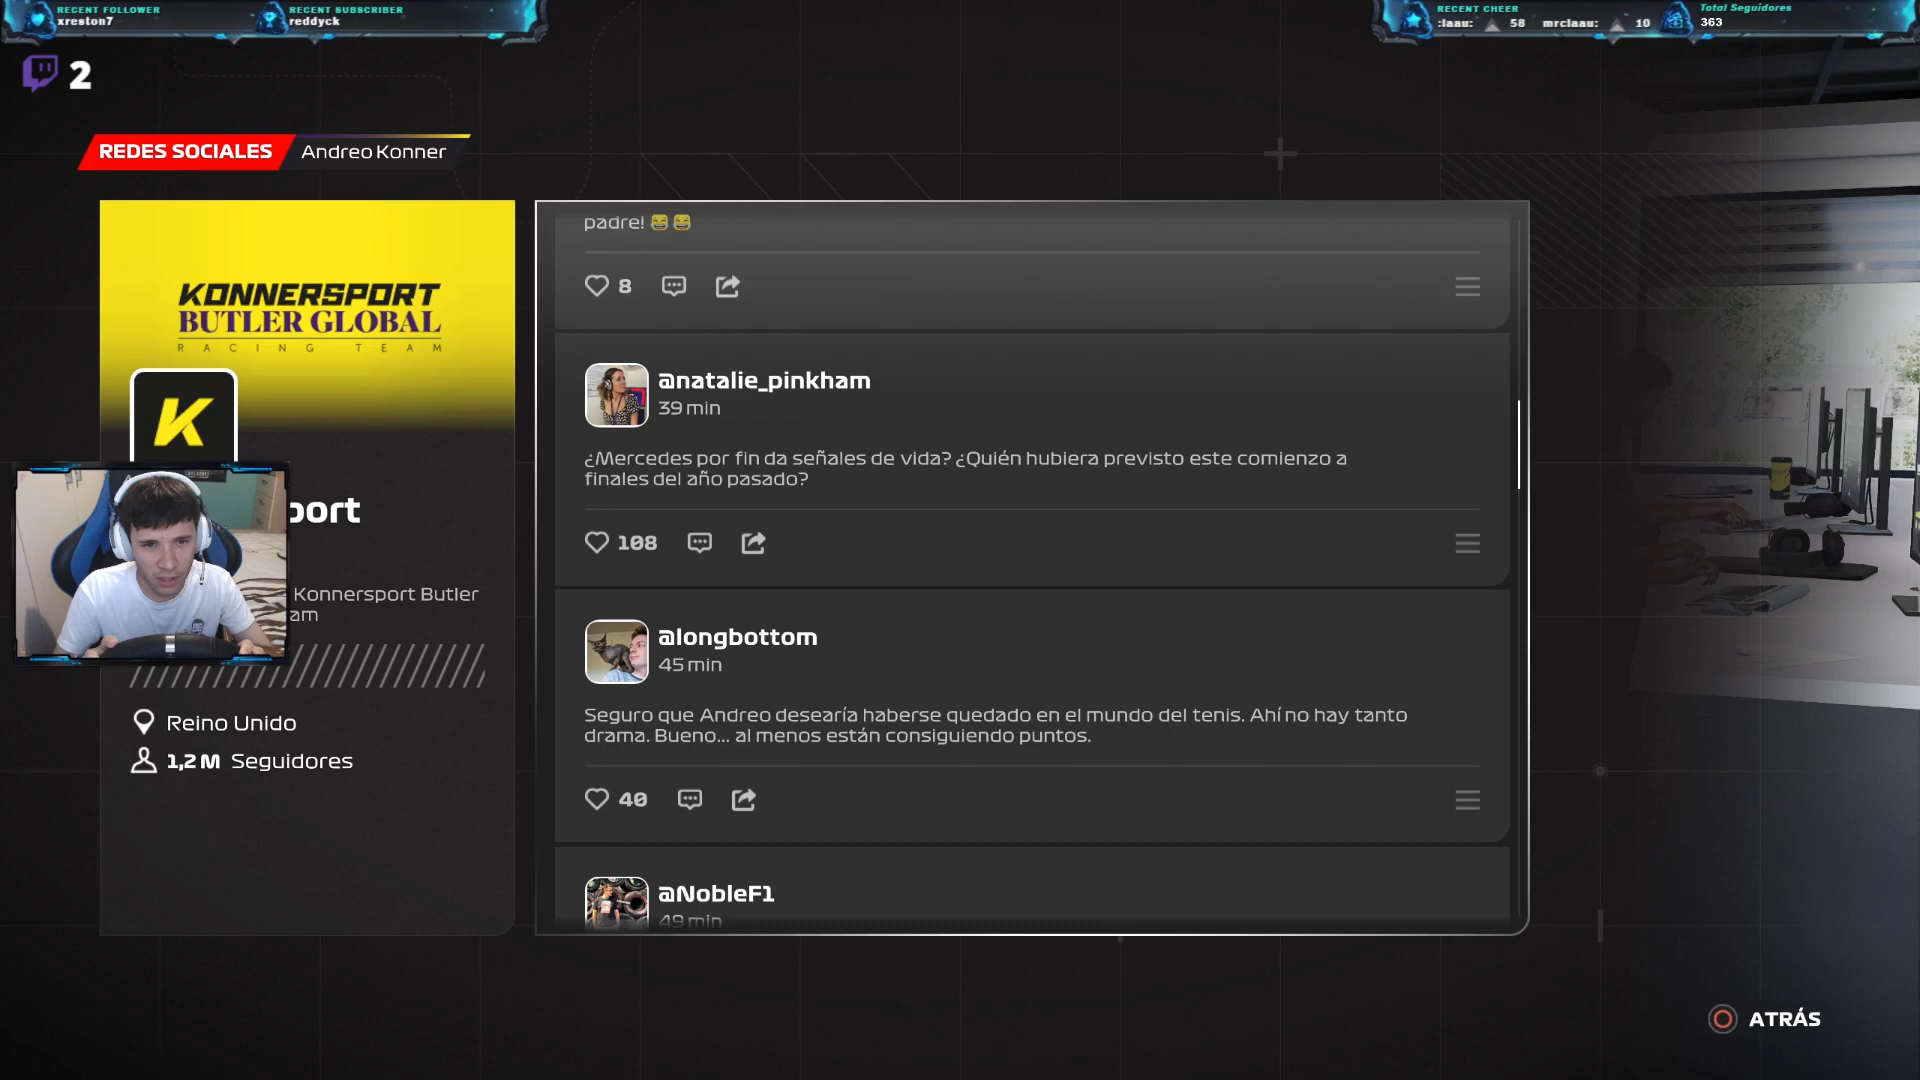 RECENT FOLLOWER
xreston7
RECENT SUBSCRIBER
reddyck
RECENT CHEER
:laau: 58 mrclaau: 10
Total Seguidores
363
2
REDES SOCIALES
Andreo Konner
KONNERSPORT
BUTLER GLOBAL
RACING TEAM
K
port
Konnersport Butler
am
Reino Unido
1,2 M Seguidores
padre! 😂😂
8
@natalie_pinkham
39 min
¿Mercedes por fin da señales de vida? ¿Quién hubiera previsto este comienzo a
finales del año pasado?
108
@longbottom
45 min
Seguro que Andreo desearía haberse quedado en el mundo del tenis. Ahí no hay tanto
drama. Bueno... al menos están consiguiendo puntos.
40
@NobleF1
49 min
ATRÁS